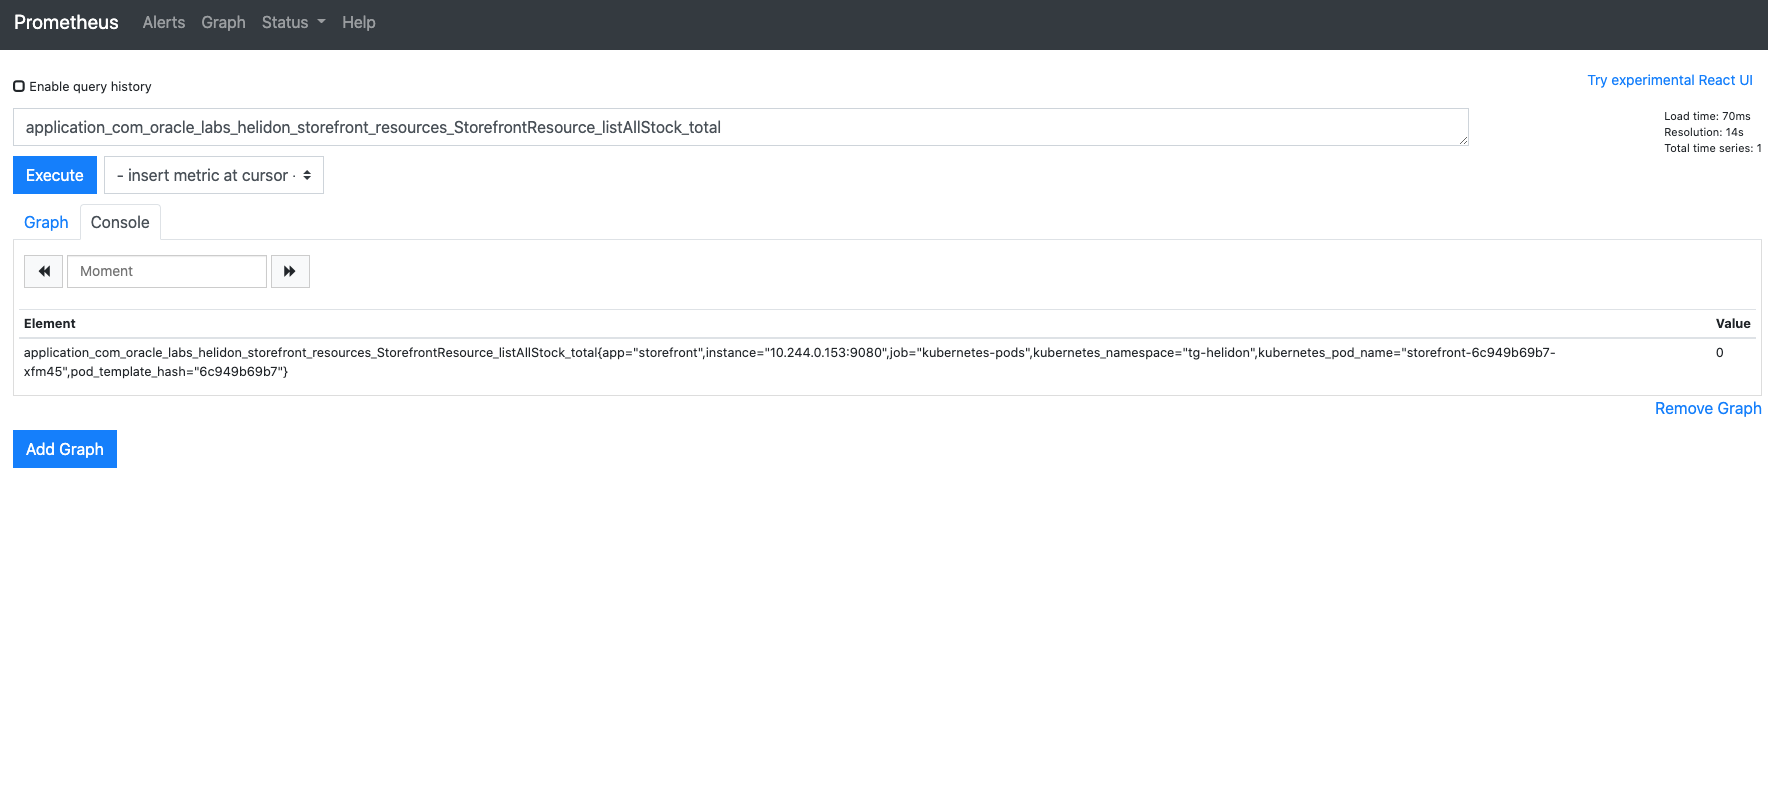 Prometheus Alerts Graph Status Help
Enable query history
Try experimental React UI
application_com_oracle_labs_helidon_storefront_resources_StorefrontResource_listAllStock_total
Load time: 70ms
Resolution: 14s
Total time series: 1
Execute
- insert metric at cursor -
Graph
Console
Moment
Element Value
application_com_oracle_labs_helidon_storefront_resources_StorefrontResource_listAllStock_total{app="storefront",instance="10.244.0.153:9080",job="kubernetes-pods",kubernetes_namespace="tg-helidon",kubernetes_pod_name="storefront-6c949b69b7- 0
xfm45",pod_template_hash="6c949b69b7"}
Remove Graph
Add Graph